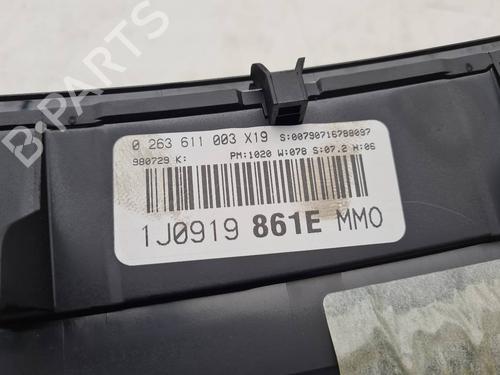 B-PARTS
0 263 611 003 X19 S:00790716788097
980729 K: PM:1020 W:078 S:07.2 H:06
1J0919 861E MMO